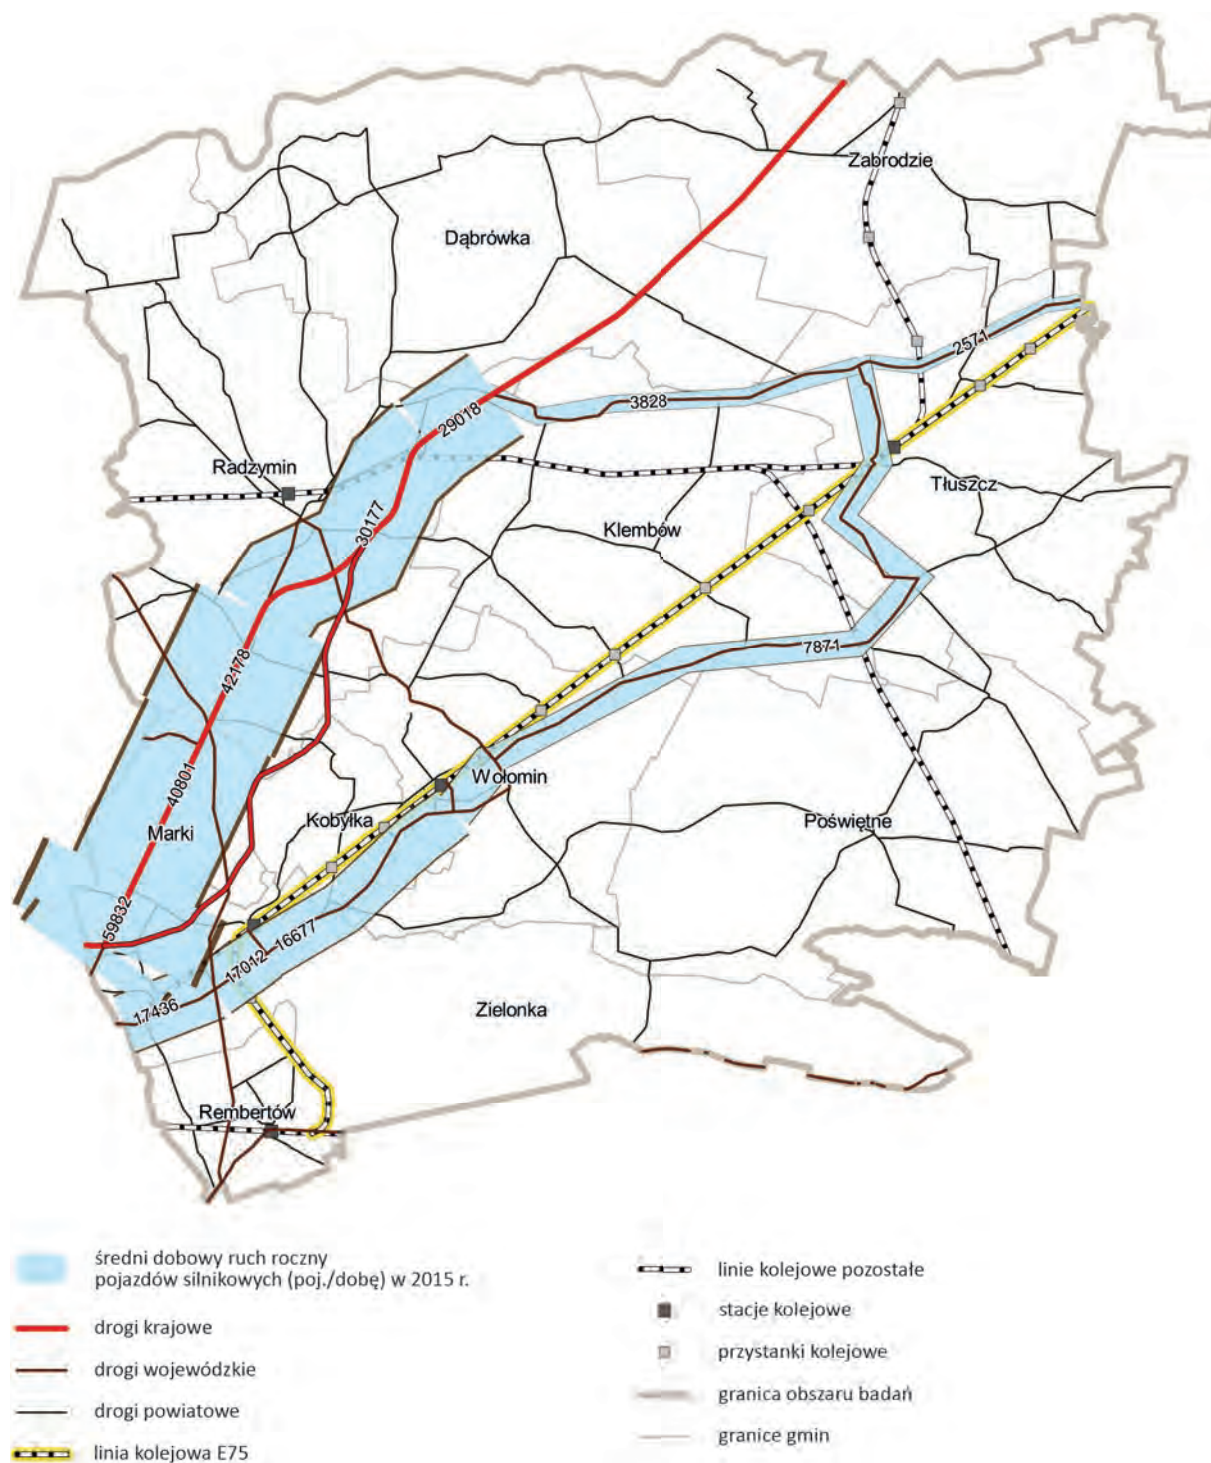 Zabrodzie
Dąbrówka
2571
3828
29018
Radzymin
Tłuszcz
30177
Klembów
7871
42178
Wołomin
40801
Kobyłka
Marki
Poświętne
59832
16677
17012
17436
Zielonka
Rembertów
średni dobowy ruch roczny
pojazdów silnikowych (poj./dobę) w 2015 r.
drogi krajowe
drogi wojewódzkie
drogi powiatowe
linia kolejowa E75
linie kolejowe pozostałe
stacje kolejowe
przystanki kolejowe
granica obszaru badań
granice gmin